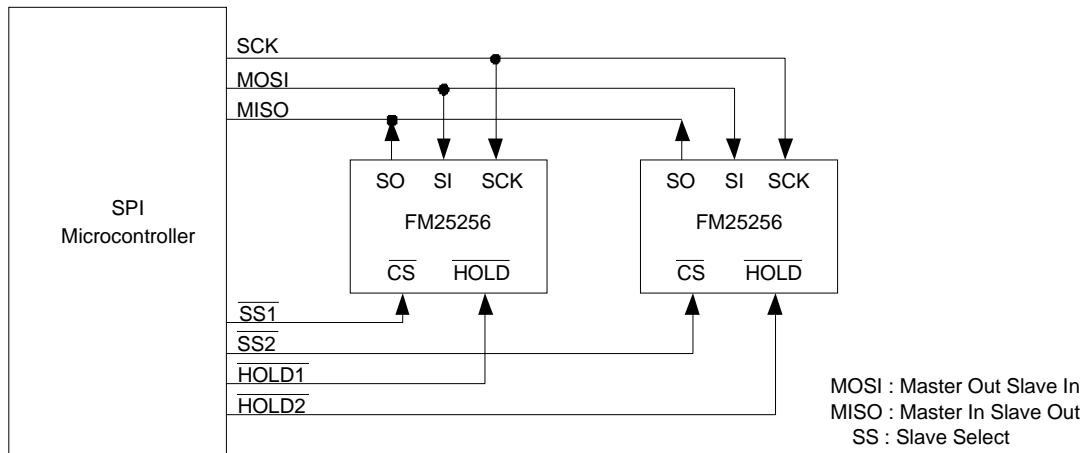 SCK
MOSI
MISO
SO SI SCK
FM25256
CS HOLD
SO SI SCK
FM25256
CS HOLD
SPI
Microcontroller
SS1
SS2
HOLD1
HOLD2
MOSI : Master Out Slave In
MISO : Master In Slave Out
SS : Slave Select